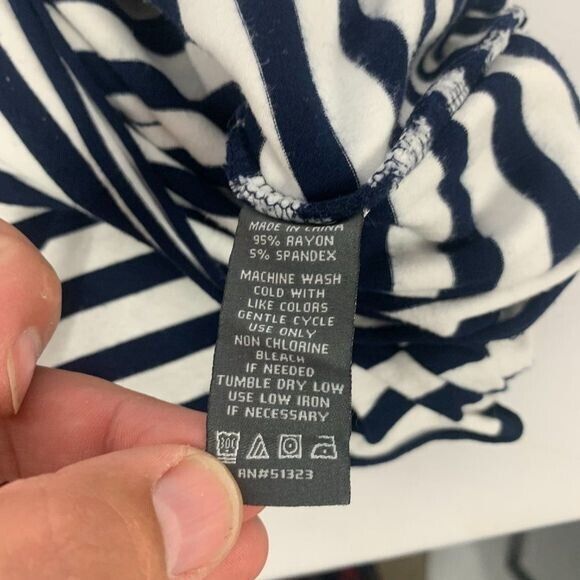 MADE IN CHINA
95% RAYON
5% SPANDEX
MACHINE WASH
COLD WITH
LIKE COLORS
GENTLE CYCLE
USE ONLY
NON CHLORINE
BLEACH
IF NEEDED
TUMBLE DRY LOW
USE LOW IRON
IF NECESSARY
30C
RN#51323